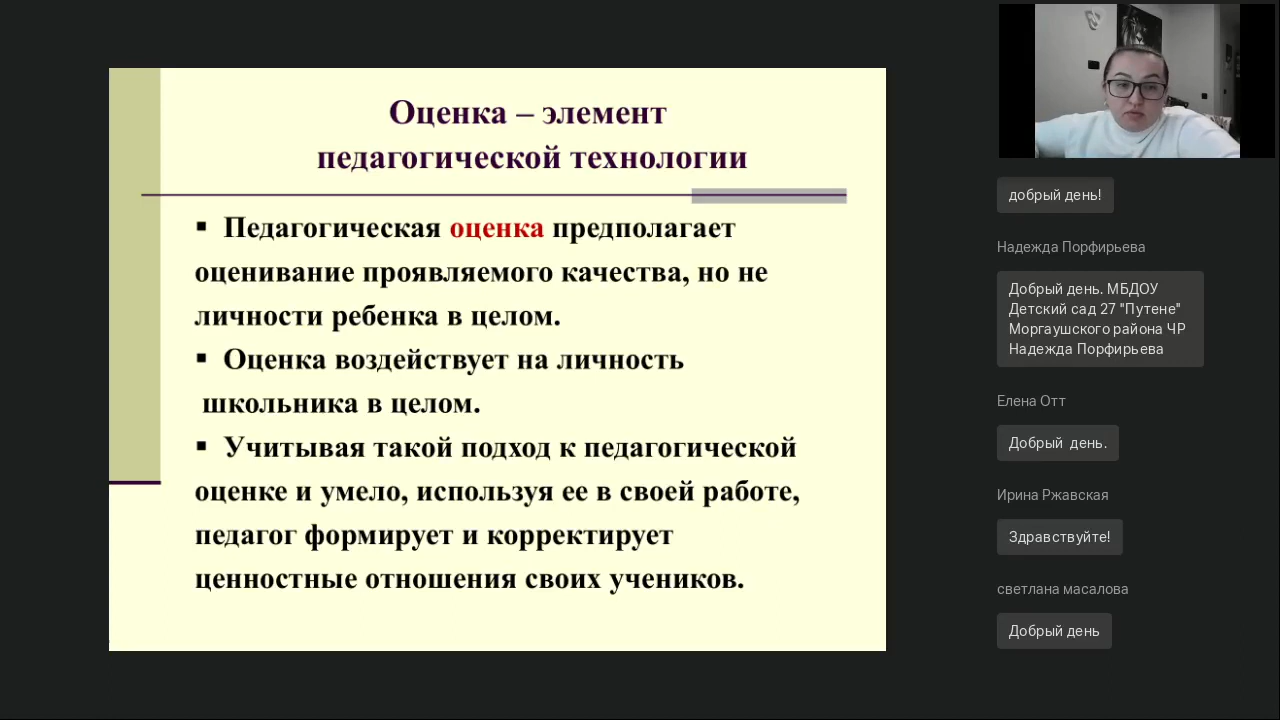 Оценка – элемент
педагогической технологии
▪ Педагогическая оценка предполагает
оценивание проявляемого качества, но не
личности ребенка в целом.
▪ Оценка воздействует на личность
школьника в целом.
▪ Учитывая такой подход к педагогической
оценке и умело, используя ее в своей работе,
педагог формирует и корректирует
ценностные отношения своих учеников.
добрый день!
Надежда Порфирьева
Добрый день. МБДОУ
Детский сад 27 "Путене"
Моргаушского района ЧР
Надежда Порфирьева
Елена Отт
Добрый день.
Ирина Ржавская
Здравствуйте!
светлана масалова
Добрый день